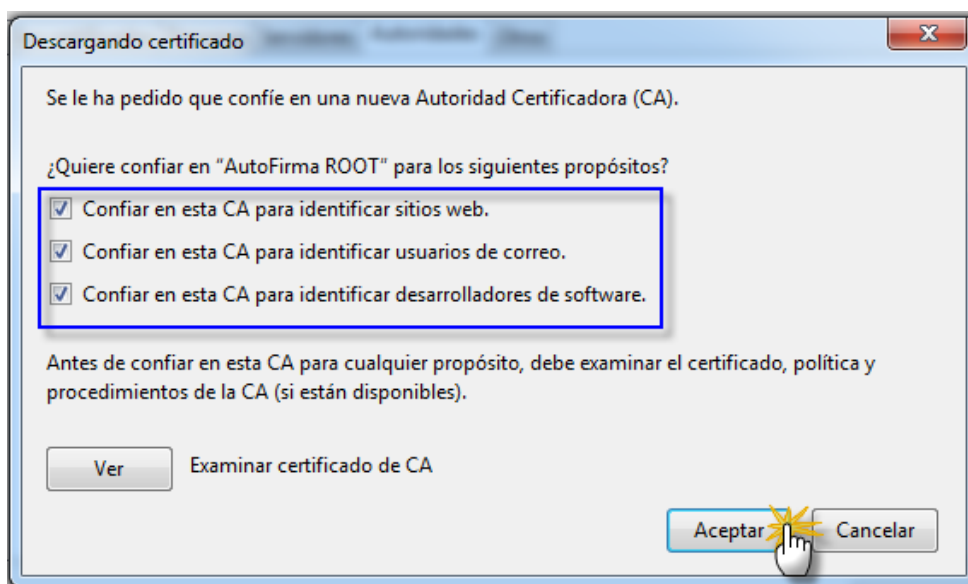 Descargando certificado
Se le ha pedido que confíe en una nueva Autoridad Certificadora (CA).
¿Quiere confiar en “AutoFirma ROOT” para los siguientes propósitos?
Confiar en esta CA para identificar sitios web.
Confiar en esta CA para identificar usuarios de correo.
Confiar en esta CA para identificar desarrolladores de software.
Antes de confiar en esta CA para cualquier propósito, debe examinar el certificado, política y
procedimientos de la CA (si están disponibles).
Ver Examinar certificado de CA
Aceptar Cancelar